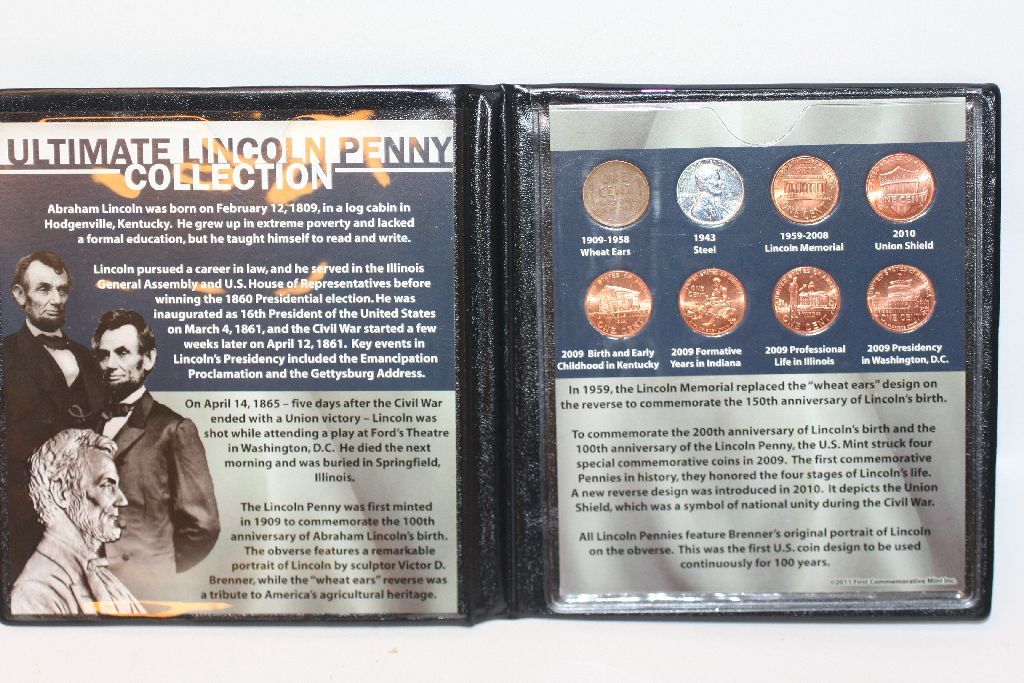 ULTIMATE LINCOLN PENNY
COLLECTION
Abraham Lincoln was born on February 12, 1809, in a log cabin in
Hodgenville, Kentucky. He grew up in extreme poverty and lacked
a formal education, but he taught himself to read and write.
Lincoln pursued a career in law, and he served in the Illinois
General Assembly and U.S. House of Representatives before
winning the 1860 Presidential election. He was
inaugurated as 16th President of the United States
on March 4, 1861, and the Civil War started a few
weeks later on April 12, 1861. Key events in
Lincoln's Presidency included the Emancipation
Proclamation and the Gettysburg Address.
On April 14, 1865 – five days after the Civil War
ended with a Union victory – Lincoln was
shot while attending a play at Ford's Theatre
in Washington, D.C. He died the next
morning and was buried in Springfield,
Illinois.
The Lincoln Penny was first minted
in 1909 to commemorate the 100th
anniversary of Abraham Lincoln's birth.
The obverse features a remarkable
portrait of Lincoln by sculptor Victor D.
Brenner, while the "wheat ears" reverse was
a tribute to America's agricultural heritage.
ONE
CENT
ONE CENT
ONE CENT
1909-1958
Wheat Ears
1943
Steel
1959-2008
Lincoln Memorial
2010
Union Shield
ONE CENT
ONE CENT
ONE CENT
ONE CENT
2009 Birth and Early
Childhood in Kentucky
2009 Formative
Years in Indiana
2009 Professional
Life in Illinois
2009 Presidency
in Washington, D.C.
In 1959, the Lincoln Memorial replaced the "wheat ears" design on
the reverse to commemorate the 150th anniversary of Lincoln's birth.
To commemorate the 200th anniversary of Lincoln's birth and the
100th anniversary of the Lincoln Penny, the U.S. Mint struck four
special commemorative coins in 2009. The first commemorative
Pennies in history, they honored the four stages of Lincoln's life.
A new reverse design was introduced in 2010. It depicts the Union
Shield, which was a symbol of national unity during the Civil War.
All Lincoln Pennies feature Brenner's original portrait of Lincoln
on the obverse. This was the first U.S. coin design to be used
continuously for 100 years.
©2011 First Commemorative Mint Inc.